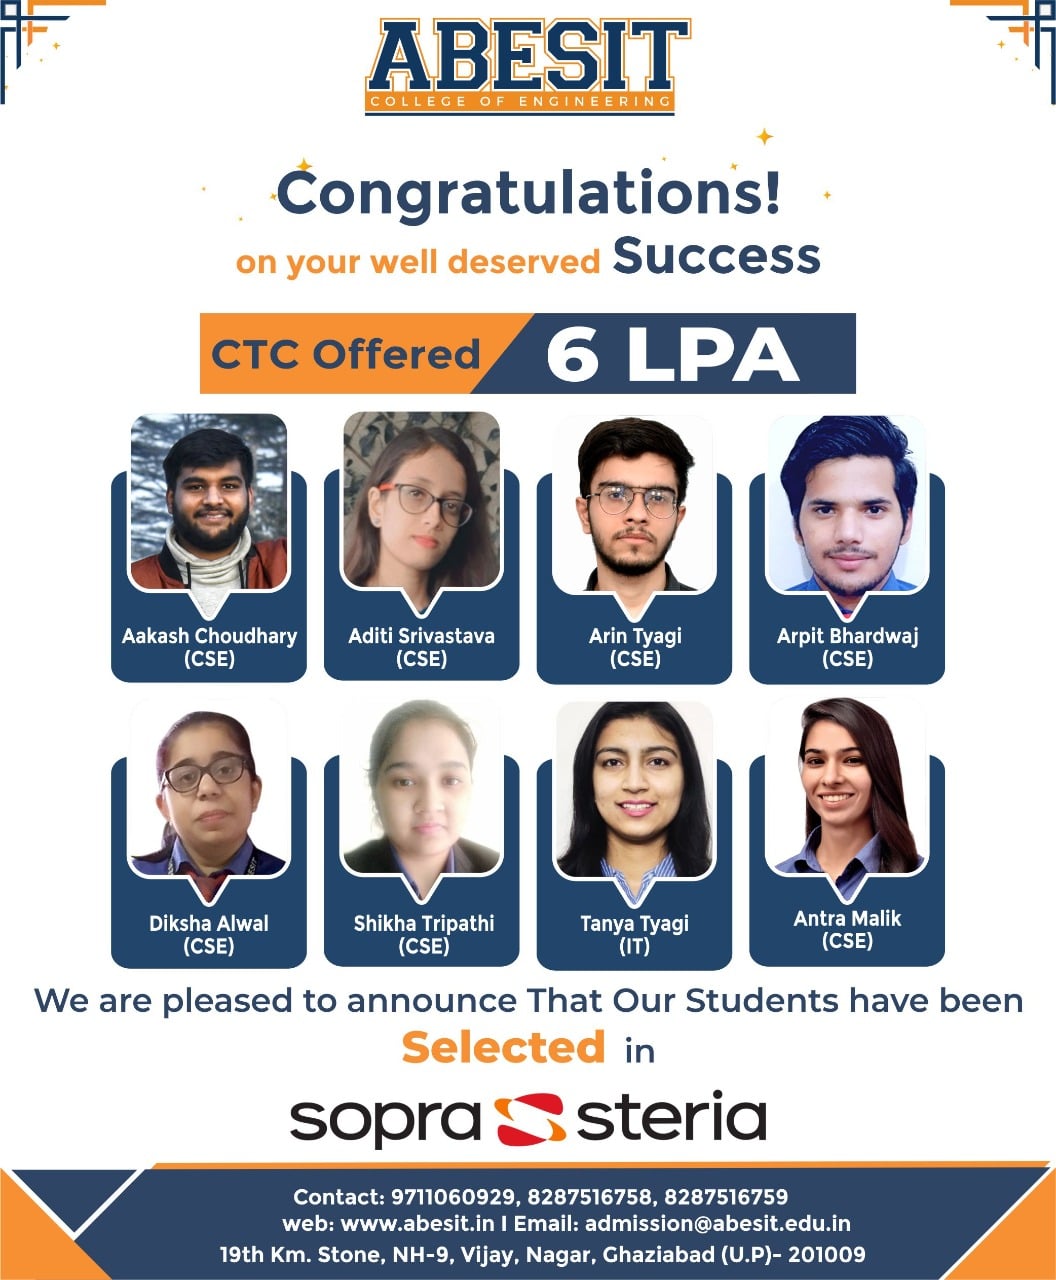 ABESIT
COLLEGE OF ENGINEERING
Congratulations!
on your well deserved Success
CTC Offered 6 LPA
Aakash Choudhary
(CSE)
Aditi Srivastava
(CSE)
Arin Tyagi
(CSE)
Arpit Bhardwaj
(CSE)
Diksha Alwal
(CSE)
Shikha Tripathi
(CSE)
Tanya Tyagi
(IT)
Antra Malik
(CSE)
We are pleased to announce That Our Students have been
Selected in
sopra steria
Contact: 9711060929, 8287516758, 8287516759
web: www.abesit.in I Email: admission@abesit.edu.in
19th Km. Stone, NH-9, Vijay, Nagar, Ghaziabad (U.P)- 201009